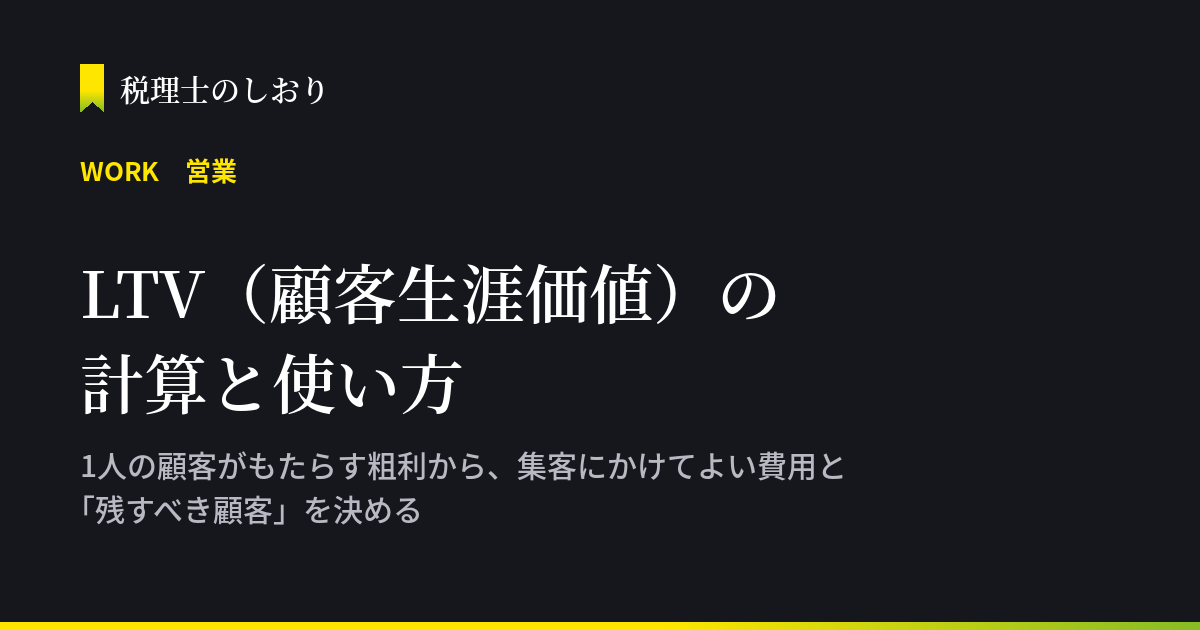 税理士のしおり
WORK 営業
LTV（顧客生涯価値）の
計算と使い方
1人の顧客がもたらす粗利から、集客にかけてよい費用と
「残すべき顧客」を決める